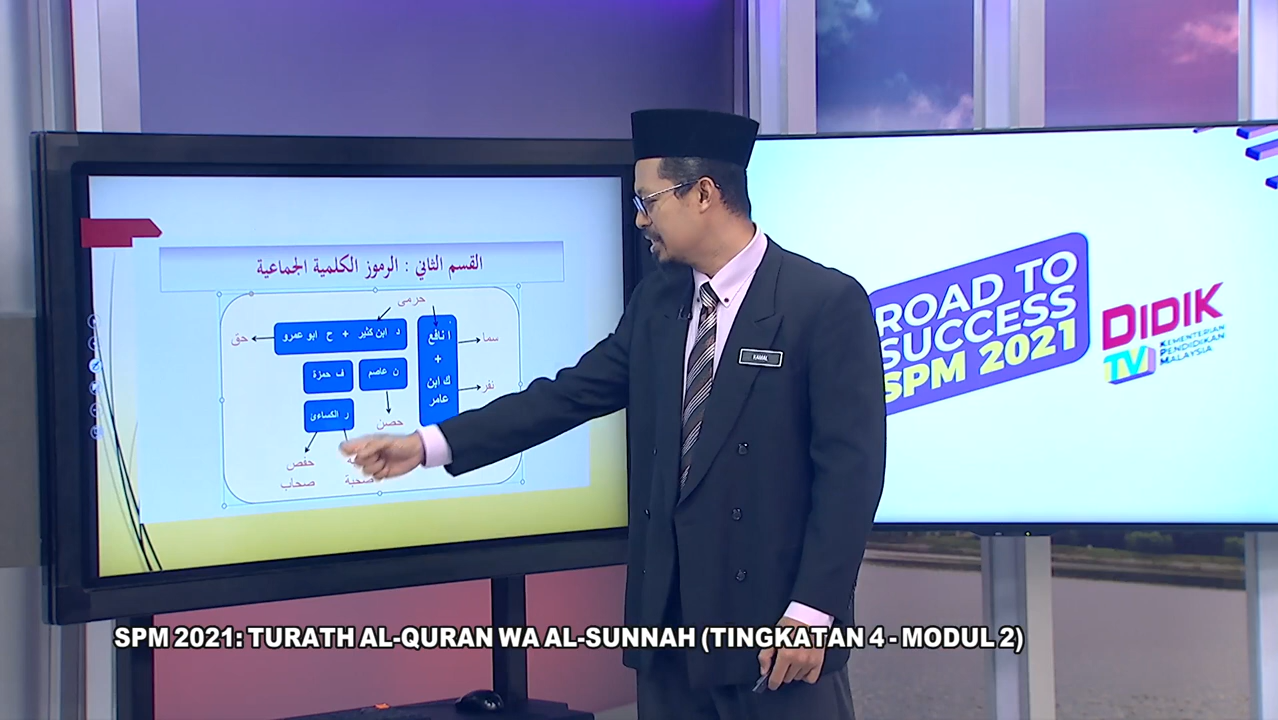 القسم الثاني : الرموز الكلمية الجماعية
حرمى
أ نافع
+
ك ابن
عامر
د ابن كثير + ح ابو عمرو
حق
سما
ن عاصم
ف حمزة
نفر
ر الكساءئ
حصن
حفص
صحاب
صحبة
KAMAL
ROAD TO
SUCCESS
SPM 2021
DIDIK
TV
KEMENTERIAN
PENDIDIKAN
MALAYSIA
SPM 2021: TURATH AL-QURAN WA AL-SUNNAH (TINGKATAN 4 - MODUL 2)